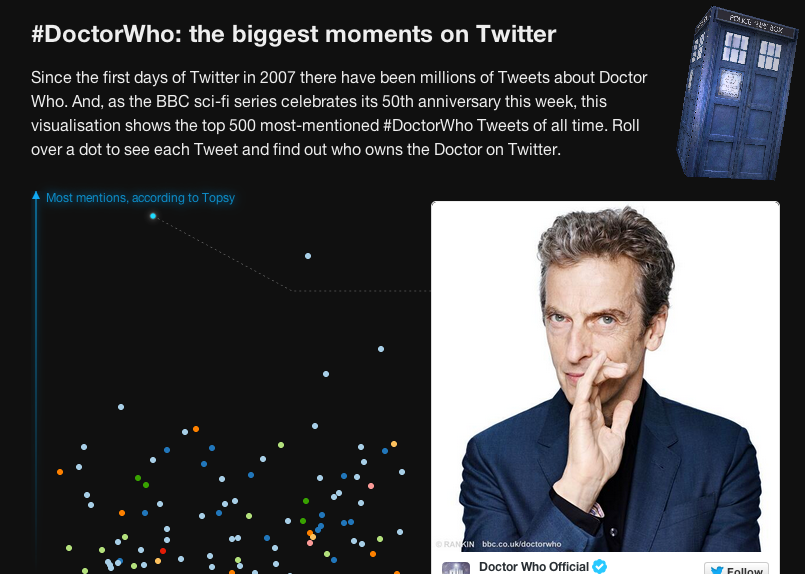 #DoctorWho: the biggest moments on Twitter
POLICE BOX
Since the first days of Twitter in 2007 there have been millions of Tweets about Doctor
Who. And, as the BBC sci-fi series celebrates its 50th anniversary this week, this
visualisation shows the top 500 most-mentioned #DoctorWho Tweets of all time. Roll
over a dot to see each Tweet and find out who owns the Doctor on Twitter.
Most mentions, according to Topsy
© RANKIN bbc.co.uk/doctorwho
Doctor Who Official
Follow